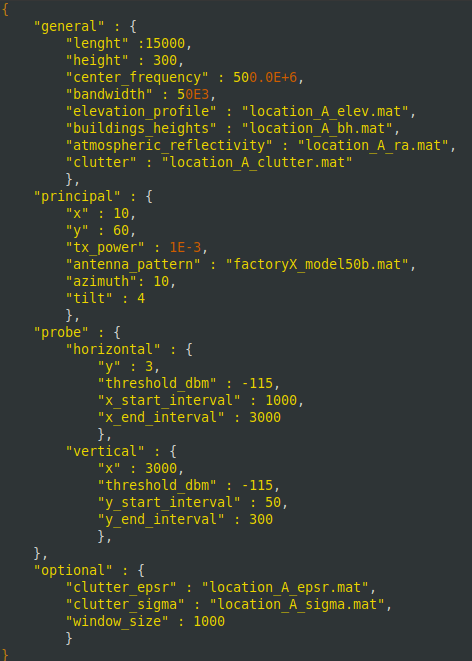 {
    "general" : {
        "lenght" :15000,
        "height" : 300,
        "center_frequency" : 500.0E+6,
        "bandwidth" : 50E3,
        "elevation_profile" : "location_A_elev.mat",
        "buildings_heights" : "location_A_bh.mat",
        "atmospheric_reflectivity" : "location_A_ra.mat",
        "clutter" : "location_A_clutter.mat"
        },
    "principal" : {
        "x" : 10,
        "y" : 60,
        "tx_power" : 1E-3,
        "antenna_pattern" : "factoryX_model50b.mat",
        "azimuth": 10,
        "tilt" : 4
        },
    "probe" : {
        "horizontal" : {
            "y" : 3,
            "threshold_dbm" : -115,
            "x_start_interval" : 1000,
            "x_end_interval" : 3000
            },
        "vertical" : {
            "x" : 3000,
            "threshold_dbm" : -115,
            "y_start_interval" : 50,
            "y_end_interval" : 300
            },
    },
    "optional" : {
        "clutter_epsr" : "location_A_epsr.mat",
        "clutter_sigma" : "location_A_sigma.mat",
        "window_size" : 1000
        }
}